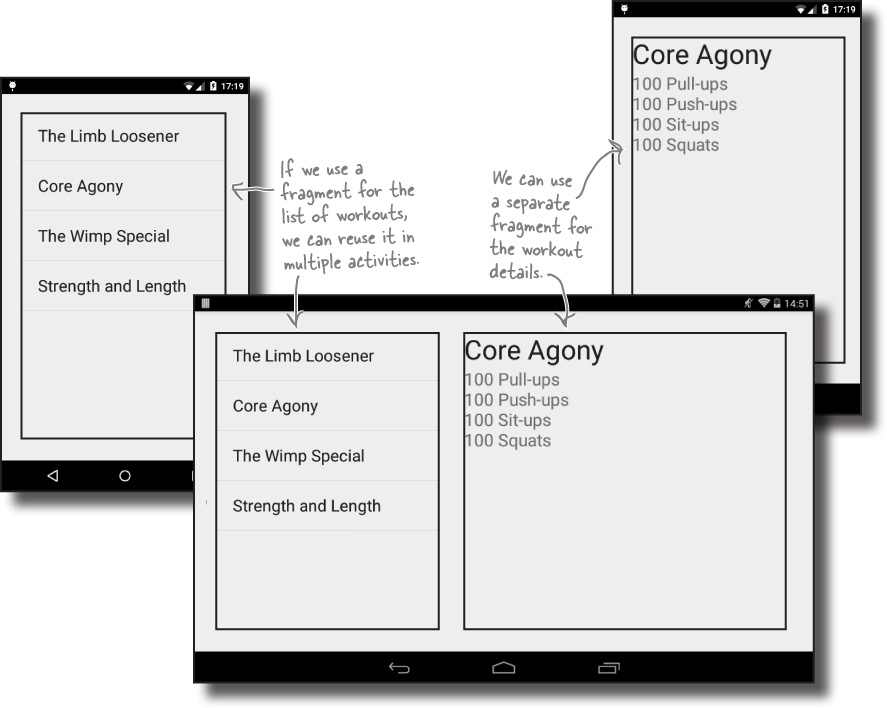 17:19
The Limb Loosener
Core Agony
The Wimp Special
Strength and Length
If we use a
fragment for the
list of workouts,
we can reuse it in
multiple activities.
We can use
a separate
fragment for
the workout
details.
17:19
Core Agony
100 Pull-ups
100 Push-ups
100 Sit-ups
100 Squats
14:51
The Limb Loosener
Core Agony
The Wimp Special
Strength and Length
Core Agony
100 Pull-ups
100 Push-ups
100 Sit-ups
100 Squats